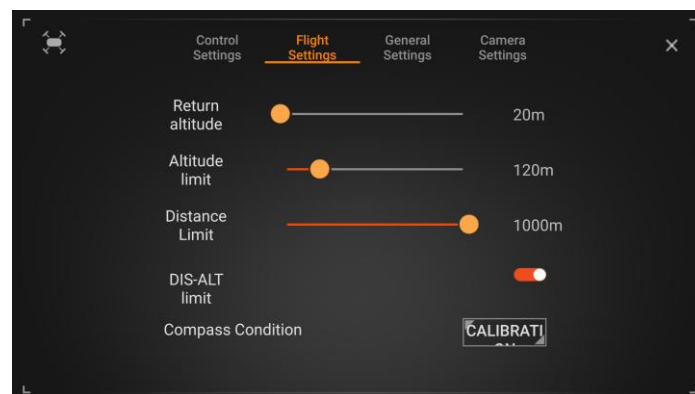 Control
Settings
Flight
Settings
General
Settings
Camera
Settings
Return
altitude
20m
Altitude
limit
120m
Distance
Limit
1000m
DIS-ALT
limit
Compass Condition
CALIBRATI